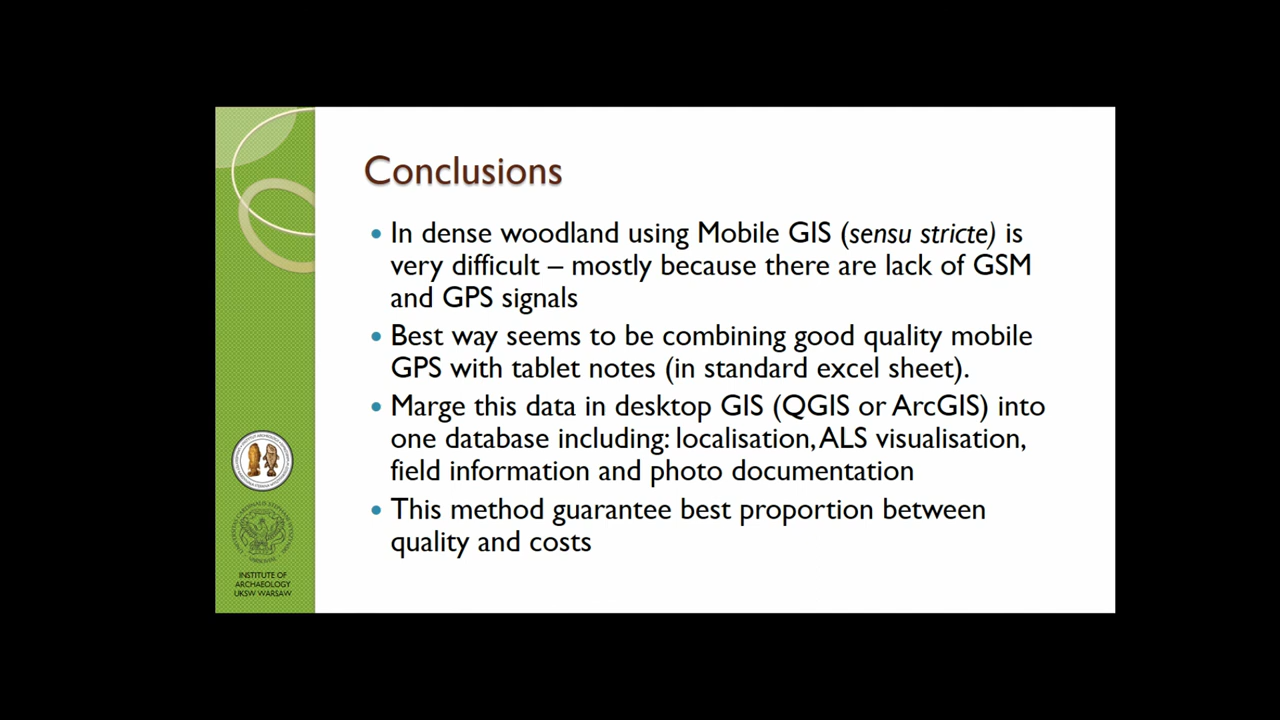 Conclusions
In dense woodland using Mobile GIS (sensu stricte) is
very difficult – mostly because there are lack of GSM
and GPS signals
Best way seems to be combining good quality mobile
GPS with tablet notes (in standard excel sheet).
Marge this data in desktop GIS (QGIS or ArcGIS) into
one database including: localisation, ALS visualisation,
field information and photo documentation
This method guarantee best proportion between
quality and costs
INSTITUTE OF
ARCHAEOLOGY
UKSW WARSAW